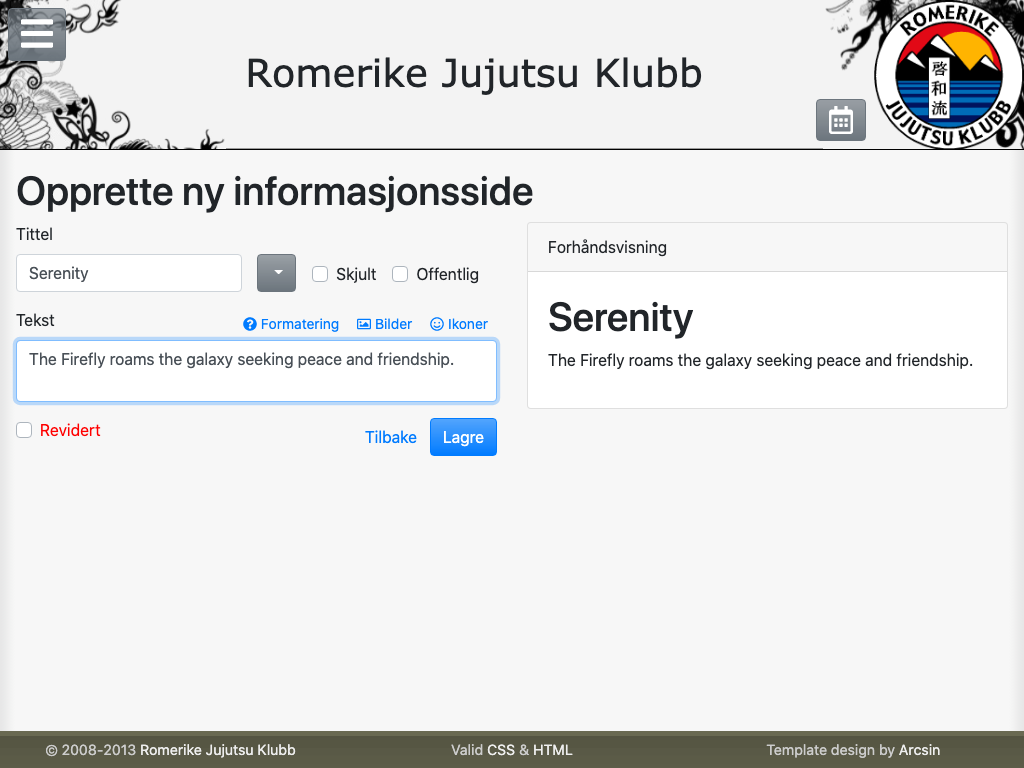 Romerike Jujutsu Klubb
ROMERIKE
啓和流
JUJUTSU KLUBB
Opprette ny informasjonsside
Tittel
Serenity
Skjult
Offentlig
Tekst
Formatering
Bilder
Ikoner
The Firefly roams the galaxy seeking peace and friendship.
Revidert
Tilbake
Lagre
Forhåndsvisning
Serenity
The Firefly roams the galaxy seeking peace and friendship.
© 2008-2013 Romerike Jujutsu Klubb
Valid CSS & HTML
Template design by Arcsin